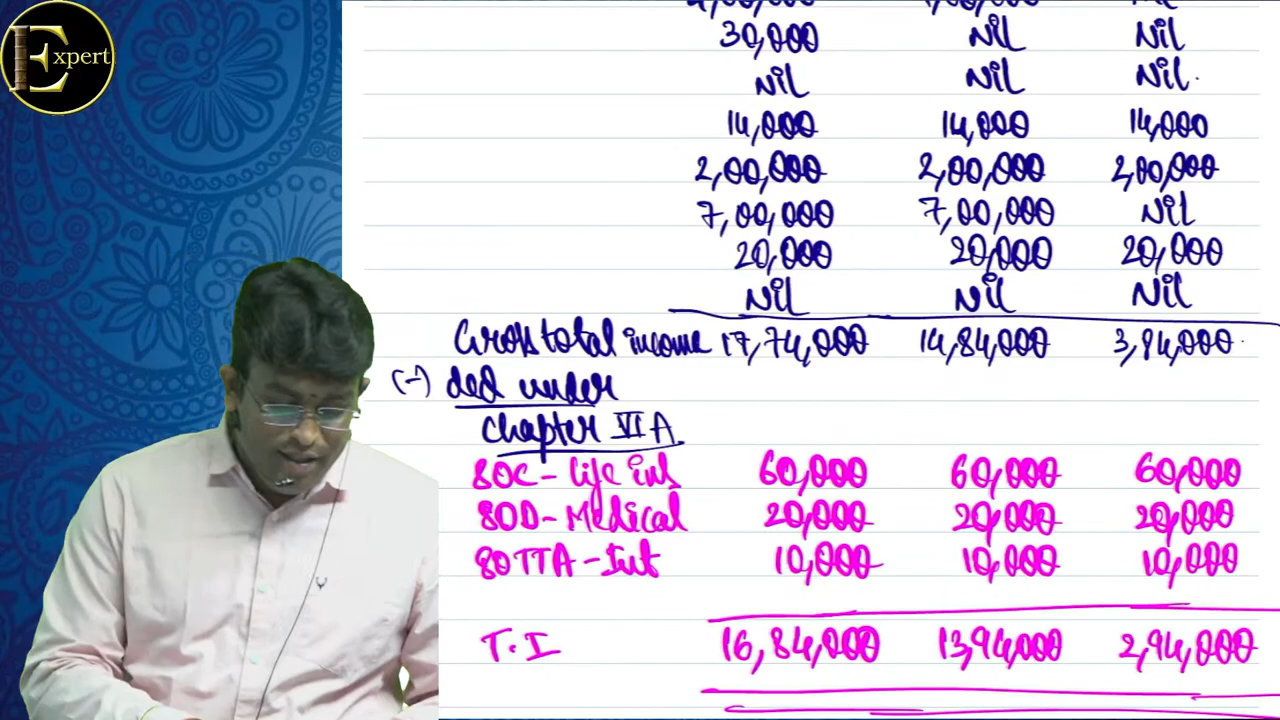 Expert
30,000 Nil Nil
Nil Nil Nil.
14,000 14,000 14,000
2,00,000 2,00,000 2,00,000
7,00,000 7,00,000 Nil
20,000 20,000 20,000
Nil Nil Nil
Gross total income 17,74,000 14,84,000 3,84,000.
(-) ded under
chapter VI A
80C - Life ins 60,000 60,000 60,000
80D - Medical 20,000 20,000 20,000
80TTA - Int 10,000 10,000 10,000
T.I 16,84,000 13,94,000 2,94,000